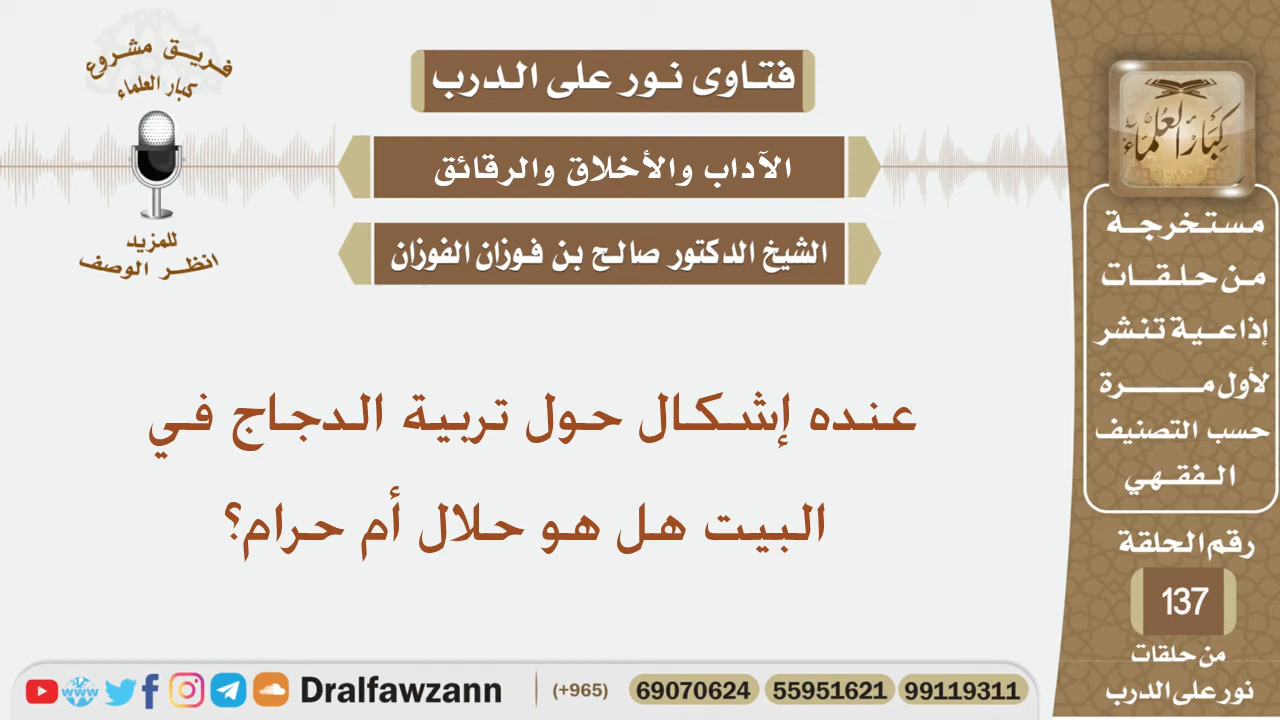 فريق مشروع
كبار العلماء
للمزيد
انظر الوصف
فتاوى نور على الدرب
الآداب والأخلاق والرقائق
الشيخ الدكتور صالح بن فوزان الفوزان
عنده إشكال حول تربية الدجاج في
البيت هل هو حلال أم حرام؟
كبار العلماء
مستخرجة
من حلقات
إذاعية تنشر
لأول مرة
حسب التصنيف
الفقهي
رقم الحلقة
137
من حلقات
نور على الدرب
www
Dralfawzann
(+965)
69070624
55951621
99119311